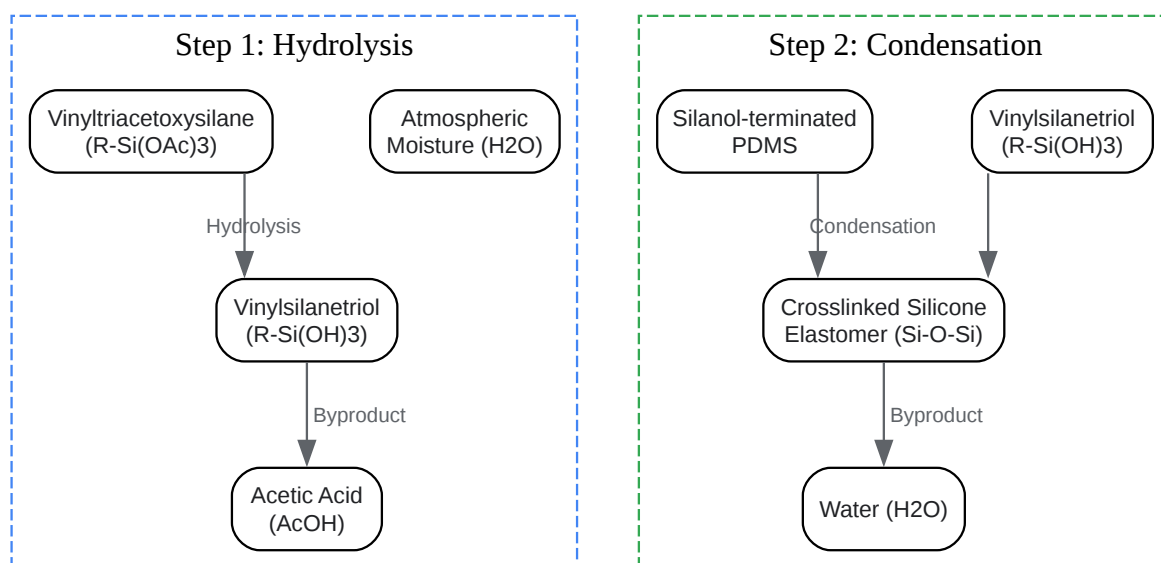 Step 1: Hydrolysis
Vinyltriacetoxysilane
(R-Si(OAc)3)
Atmospheric
Moisture (H2O)
Hydrolysis
Vinylsilanetriol
(R-Si(OH)3)
Byproduct
Acetic Acid
(AcOH)
Step 2: Condensation
Silanol-terminated
PDMS
Vinylsilanetriol
(R-Si(OH)3)
Condensation
Crosslinked Silicone
Elastomer (Si-O-Si)
Byproduct
Water (H2O)